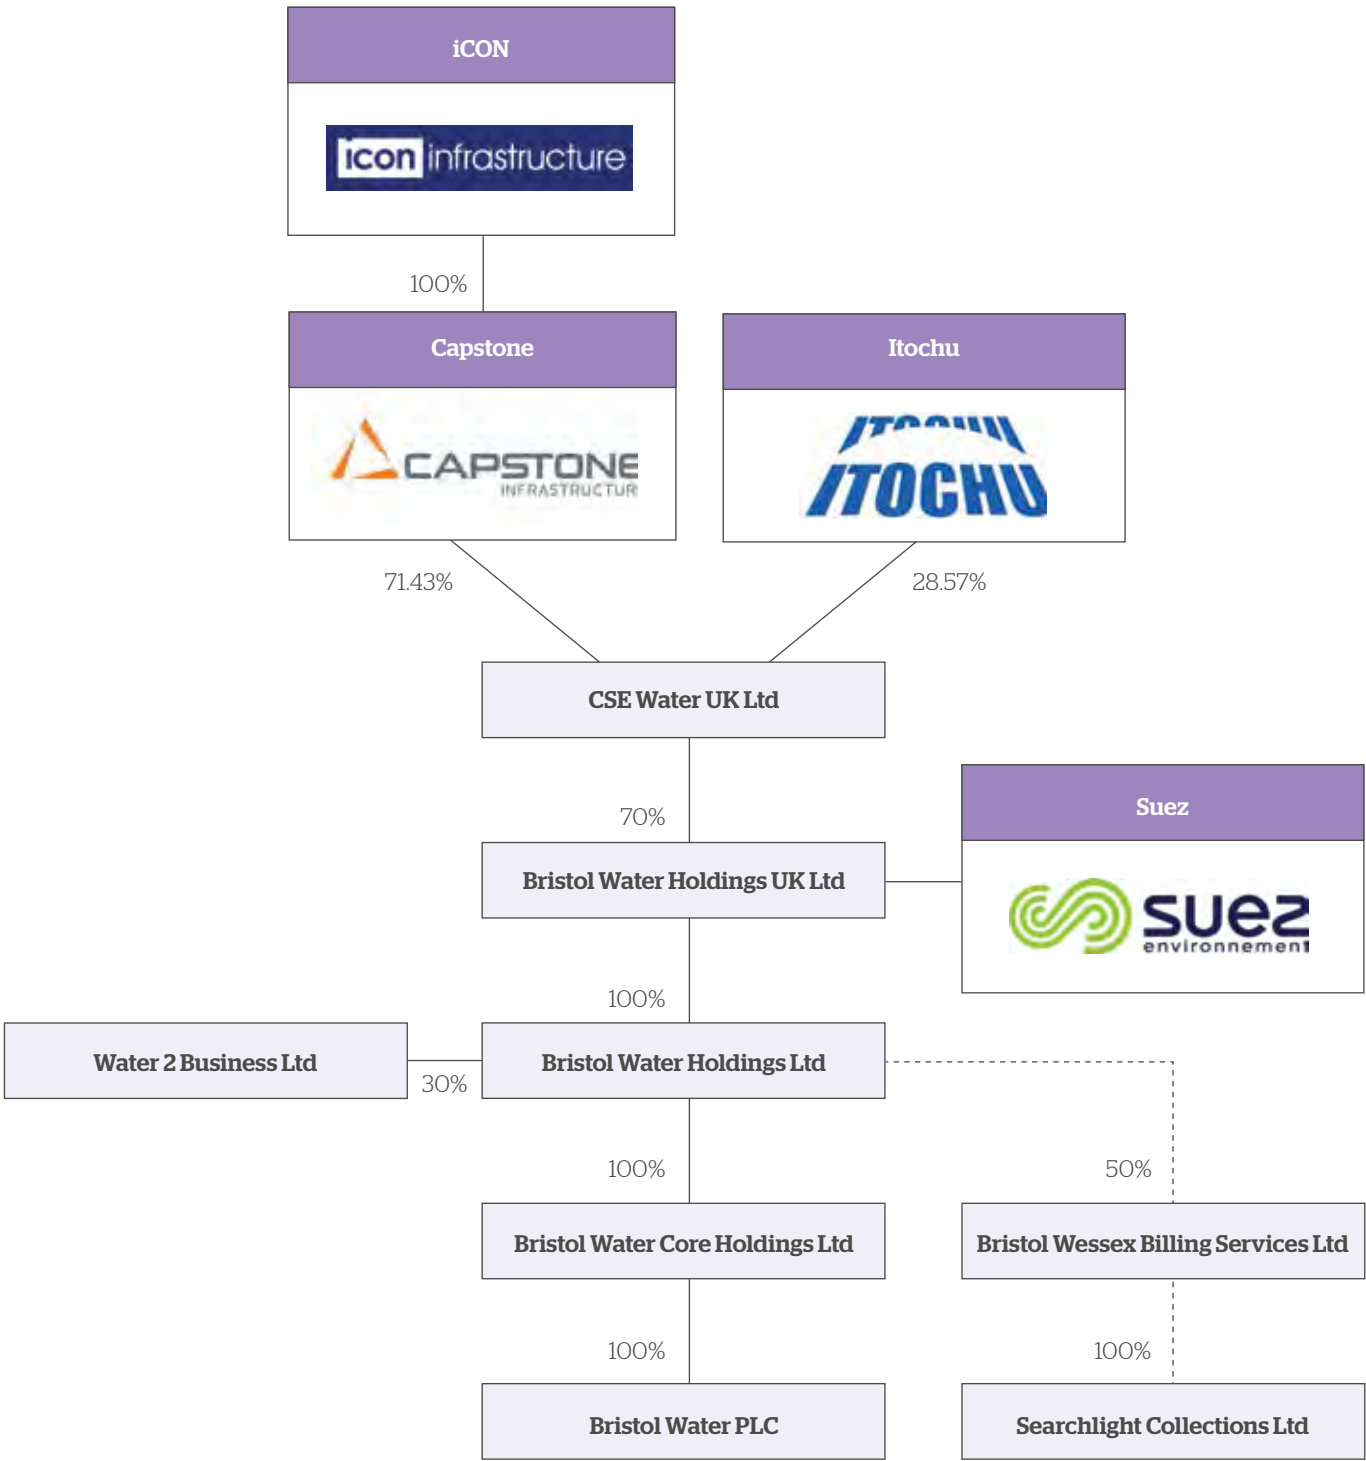 iCON
icon infrastructure
100%
Capstone
Itochu
CAPSTONE
INFRASTRUCTUR
ITOCHU
ITOCHU
71.43%
28.57%
CSE Water UK Ltd
70%
Suez
Bristol Water Holdings UK Ltd
suez
environnement
100%
Water 2 Business Ltd
30%
Bristol Water Holdings Ltd
100%
50%
Bristol Water Core Holdings Ltd
Bristol Wessex Billing Services Ltd
100%
100%
Bristol Water PLC
Searchlight Collections Ltd